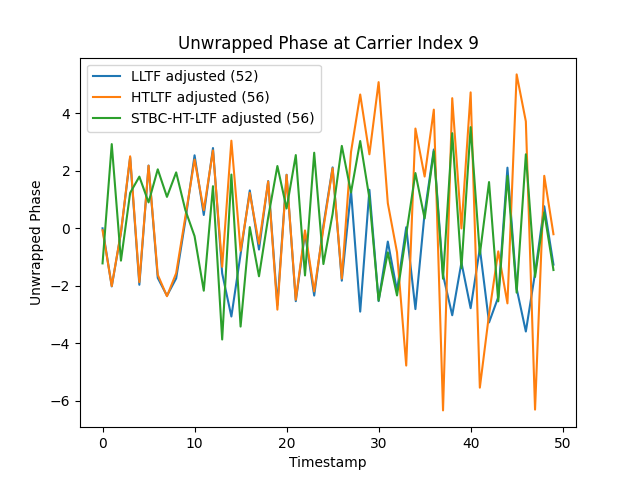 Unwrapped Phase at Carrier Index 9
LLTF adjusted (52)
HTLTF adjusted (56)
STBC-HT-LTF adjusted (56)
4
2
0
−2
−4
−6
Unwrapped Phase
0 10 20 30 40 50
Timestamp